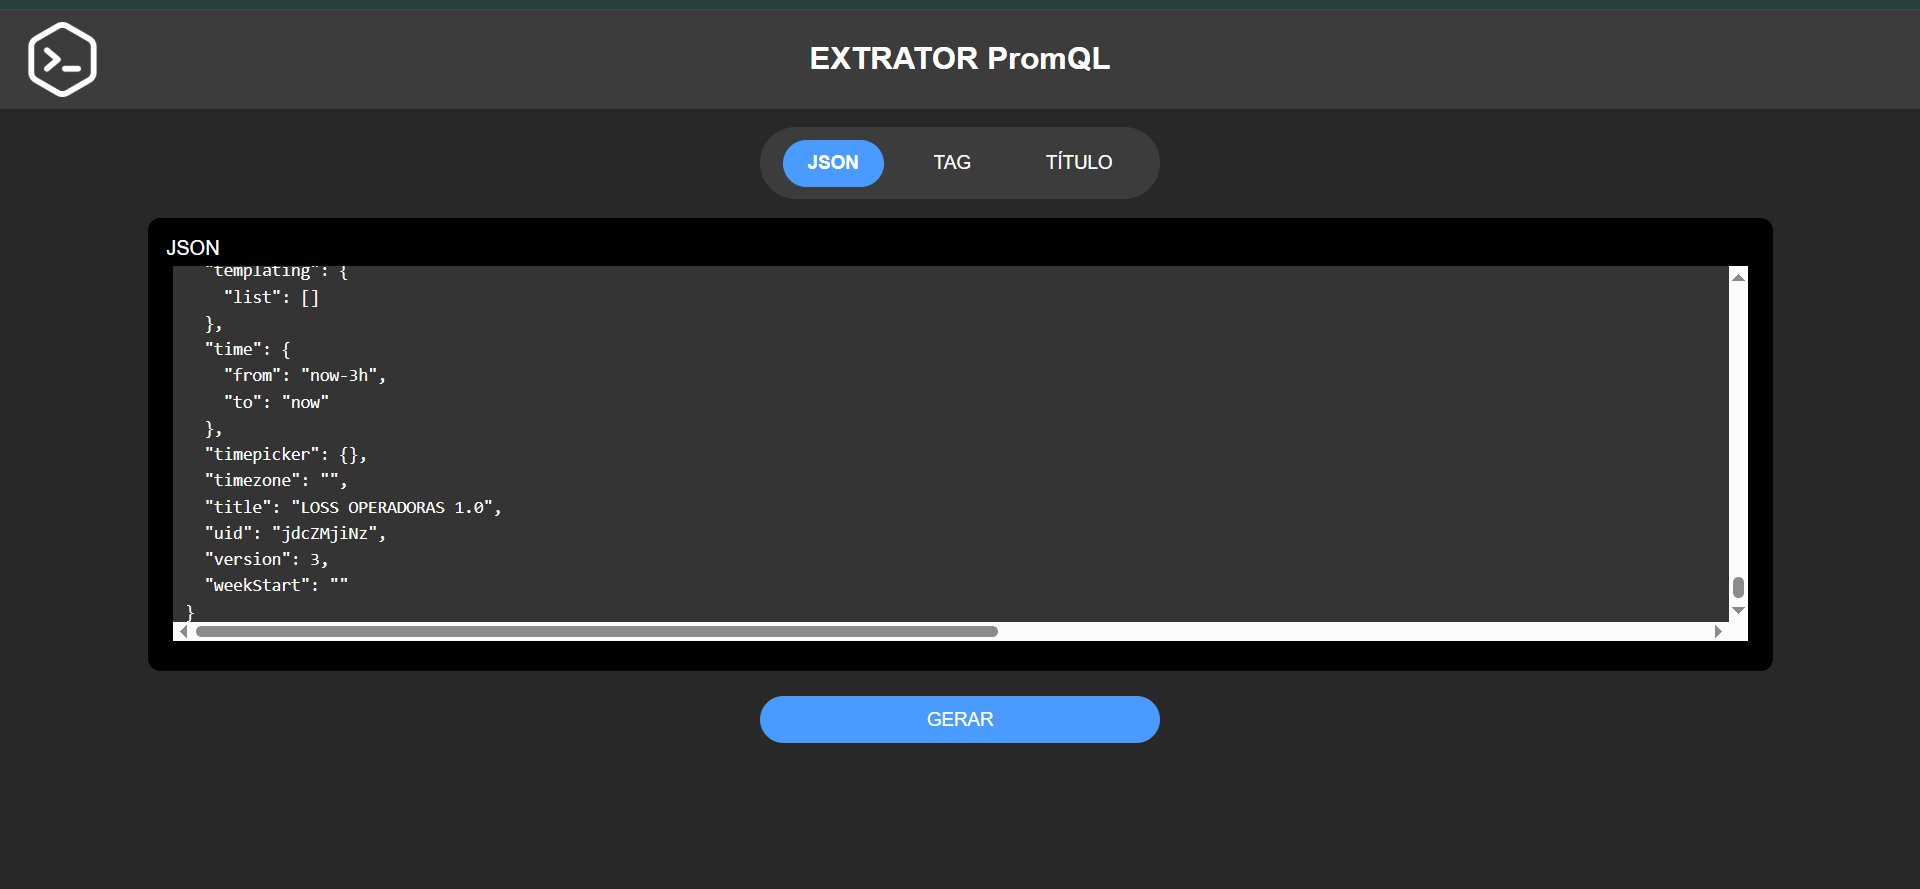 EXTRATOR PromQL
JSON TAG TÍTULO
JSON
"templating": {
"list": []
},
"time": {
"from": "now-3h",
"to": "now"
},
"timepicker": {},
"timezone": "",
"title": "LOSS OPERADORAS 1.0",
"uid": "jdcZMjiNz",
"version": 3,
"weekStart": ""
}
GERAR